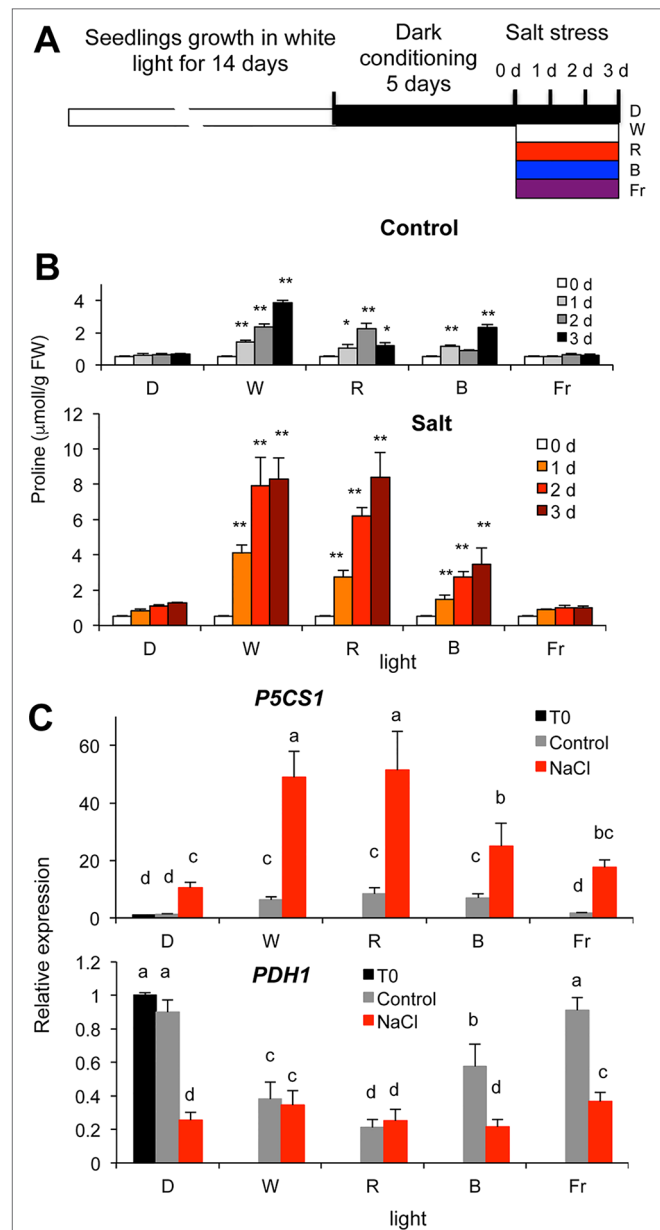 A
Seedlings growth in white
light for 14 days
Dark
conditioning
5 days
Salt stress
0 d 1 d 2 d 3 d
D
W
R
B
Fr
Control
B
4
2
0
** ** **
* ** *
** **
0 d
1 d
2 d
3 d
D W R B Fr
Salt
Proline (µmoll/g FW)
12
10
8
6
4
2
0
** ** **
** ** **
** ** **
0 d
1 d
2 d
3 d
D W R B Fr
light
C
P5CS1
60
40
20
0
d d c
c a
c a
c b
d bc
T0
Control
NaCl
D W R B Fr
Relative expression
PDH1
1.2
1
0.8
0.6
0.4
0.2
0
a a d
c c
d d
b d
a c
T0
Control
NaCl
D W R B Fr
light